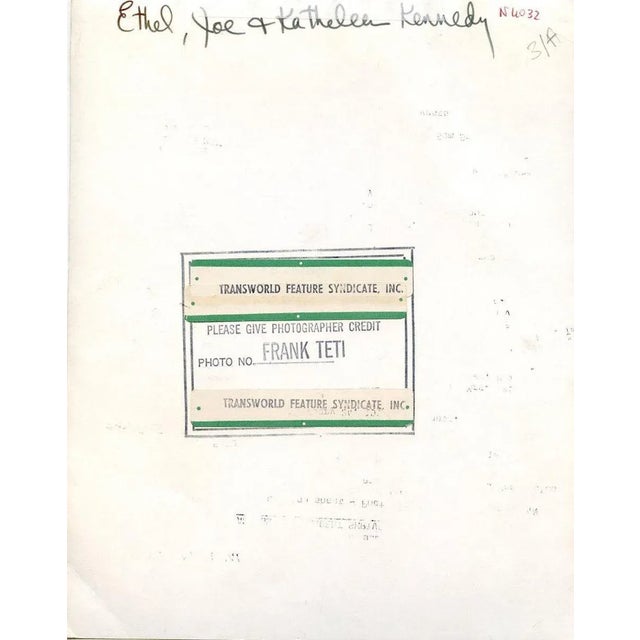 Ethel, Joe & Kathleen Kennedy
N4032
3/A
TRANSWORLD FEATURE SYNDICATE, INC.
PLEASE GIVE PHOTOGRAPHER CREDIT
PHOTO NO. FRANK TETI
TRANSWORLD FEATURE SYNDICATE, INC.